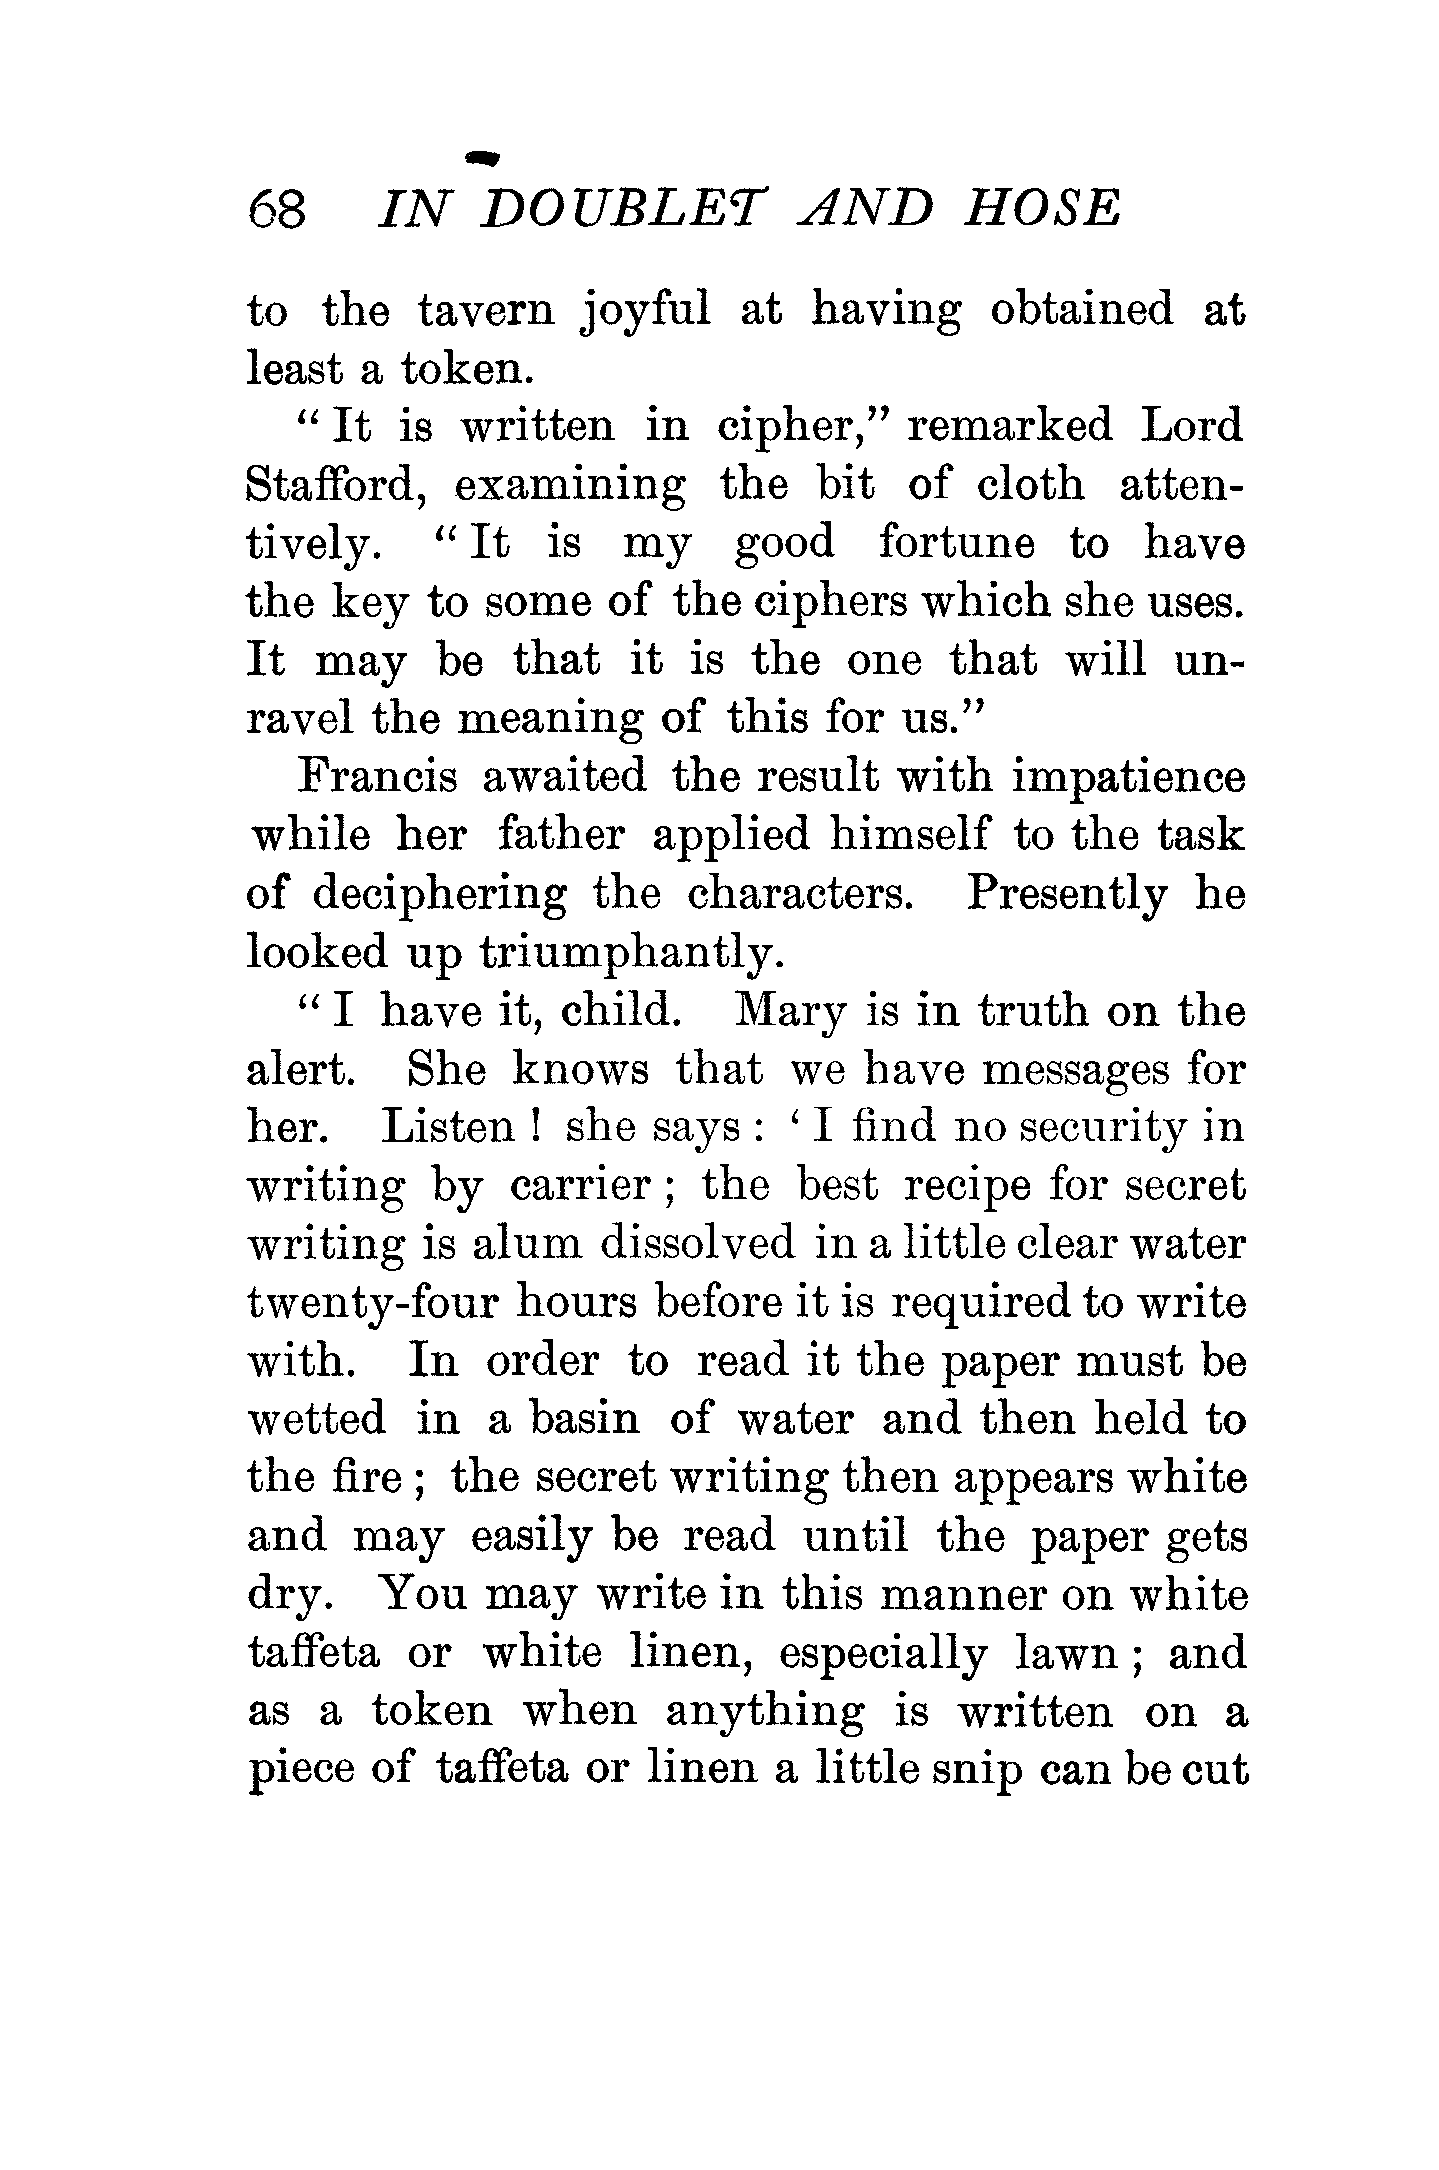 68 IN DOUBLET AND HOSE
to the tavern joyful at having obtained at
least a token.
“ It is written in cipher,” remarked Lord
Stafford, examining the bit of cloth atten-
tively. “ It is my good fortune to have
the key to some of the ciphers which she uses.
It may be that it is the one that will un-
ravel the meaning of this for us.”
Francis awaited the result with impatience
while her father applied himself to the task
of deciphering the characters. Presently he
looked up triumphantly.
“ I have it, child. Mary is in truth on the
alert. She knows that we have messages for
her. Listen ! she says : ‘ I find no security in
writing by carrier ; the best recipe for secret
writing is alum dissolved in a little clear water
twenty-four hours before it is required to write
with. In order to read it the paper must be
wetted in a basin of water and then held to
the fire ; the secret writing then appears white
and may easily be read until the paper gets
dry. You may write in this manner on white
taffeta or white linen, especially lawn ; and
as a token when anything is written on a
piece of taffeta or linen a little snip can be cut